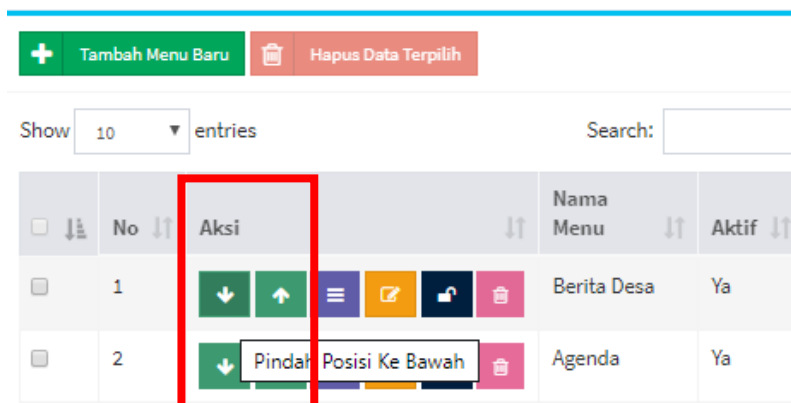 Tambah Menu Baru Hapus Data Terpilih
Show 10 entries Search:
No Aksi Nama Menu Aktif
1 Berita Desa Ya
2 Pindah Posisi Ke Bawah Agenda Ya